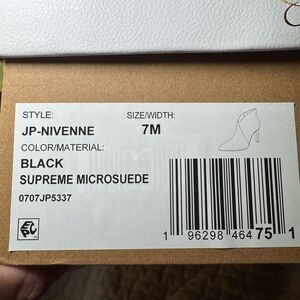 STYLE: SIZE/WIDTH:
JP-NIVENNE 7M
COLOR/MATERIAL:
BLACK
SUPREME MICROSUEDE
0707JP5337
1 96298 46475 1